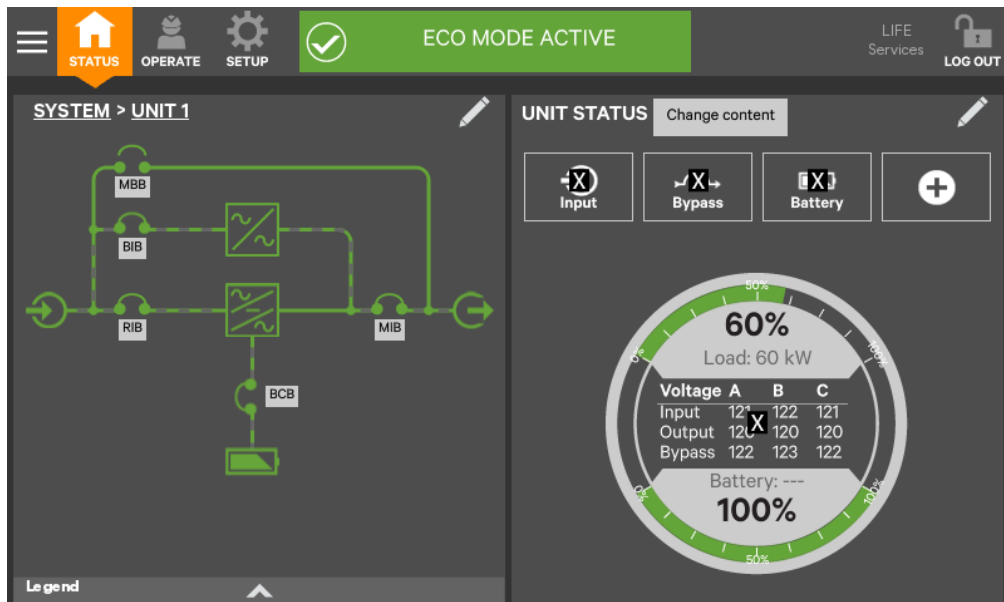 STATUS
OPERATE
SETUP
ECO MODE ACTIVE
LIFE
Services
LOG OUT
SYSTEM > UNIT 1
MBB
BIB
RIB
MIB
BCB
Legend
UNIT STATUS
Change content
X
X
X
Input
Bypass
Battery
50%
0%
100%
60%
Load: 60 kW
Voltage A B C
Input 121 122 121
Output 120 120 120
X
Bypass 122 123 122
Battery: ---
100%
0%
100%
50%